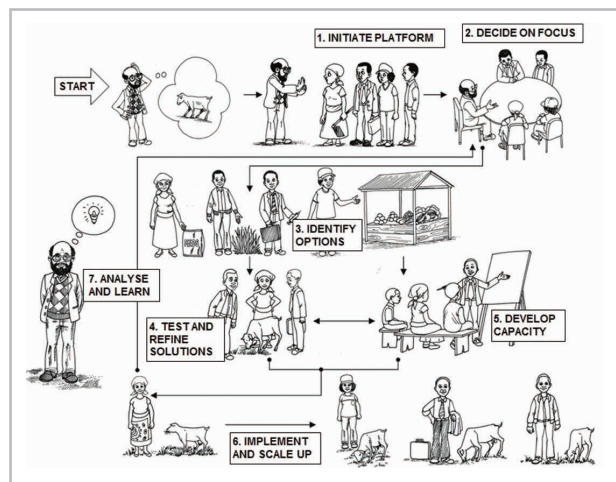 START
1. INITIATE PLATFORM
2. DECIDE ON FOCUS
3. IDENTIFY
OPTIONS
4. TEST AND
REFINE
SOLUTIONS
5. DEVELOP
CAPACITY
6. IMPLEMENT
AND SCALE UP
7. ANALYSE
AND LEARN